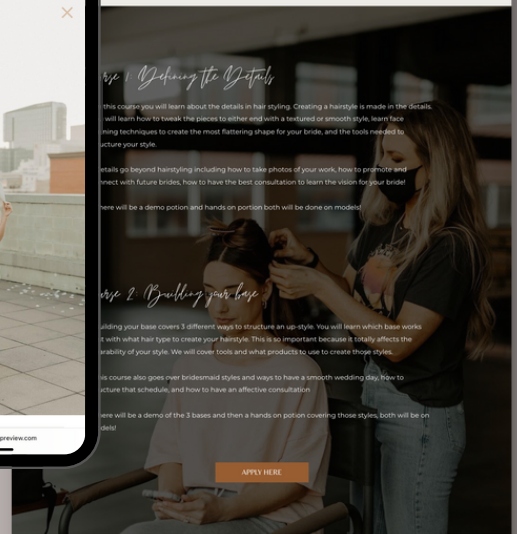 rse 1: Defining the Details
this course you will learn about the details in hair styling. Creating a hairstyle is made in the details.
will learn how to tweak the pieces to either end with a textured or smooth style, learn face
ning techniques to create the most flattering shape for your bride, and the tools needed to
ucture your style.
etails go beyond hairstyling including how to take photos of your work, how to promote and
nnect with future brides, how to have the best consultation to learn the vision for your bride!
here will be a demo potion and hands on portion both will be done on models!
rse 2: Building your base
uilding your base covers 3 different ways to structure an up-style. You will learn which base works
t with what hair type to create your hairstyle. This is so important because it totally affects the
rability of your style. We will cover tools and what products to use to create those styles.
is course also goes over bridesmaid styles and ways to have a smooth wedding day, how to
ucture that schedule, and how to have an affective consultation
ere will be a demo of the 3 bases and then a hands on potion covering those styles, both will be on
dels!
preview.com
APPLY HERE